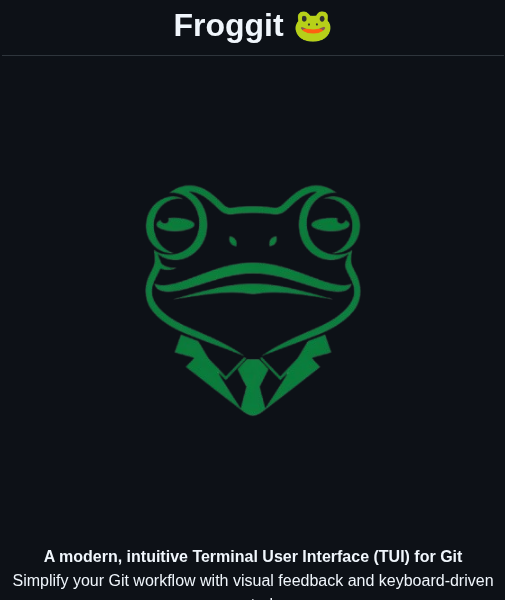 Froggit 🐸
A modern, intuitive Terminal User Interface (TUI) for Git
Simplify your Git workflow with visual feedback and keyboard-driven